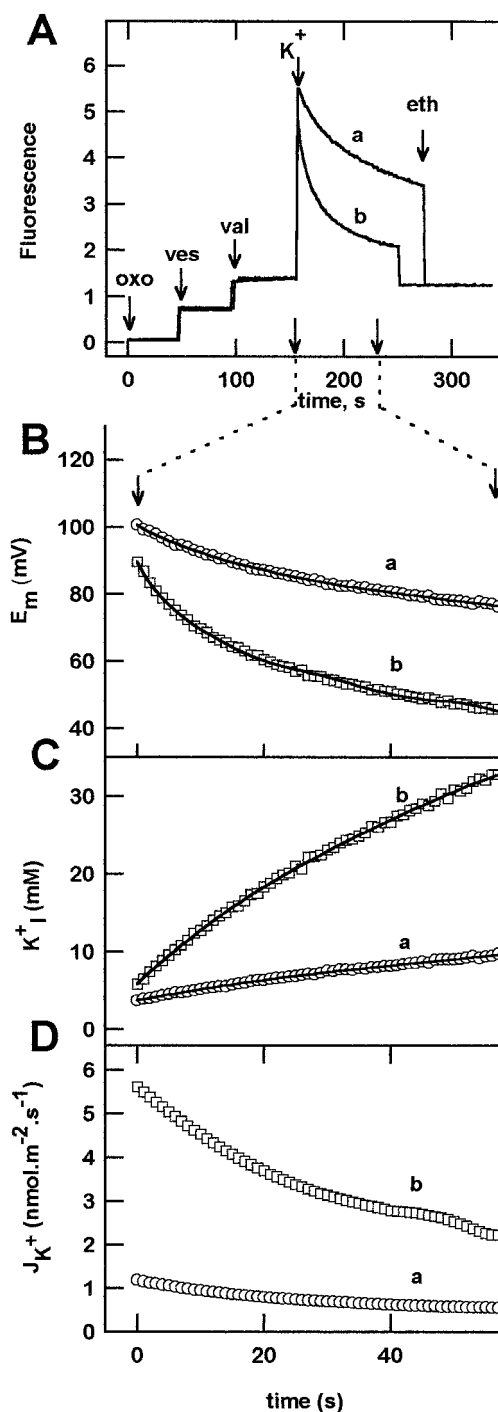 A
K+
6
5
4
3
2
1
0
Fluorescence
oxo
ves
val
a
b
eth
0 100 200 300
time, s
B
120
100
80
60
40
Em (mV)
a
b
C
30
20
10
0
K+I (mM)
b
a
D
6
5
4
3
2
1
0
JK+ (nmol.m-2.s-1)
b
a
0 20 40
time (s)